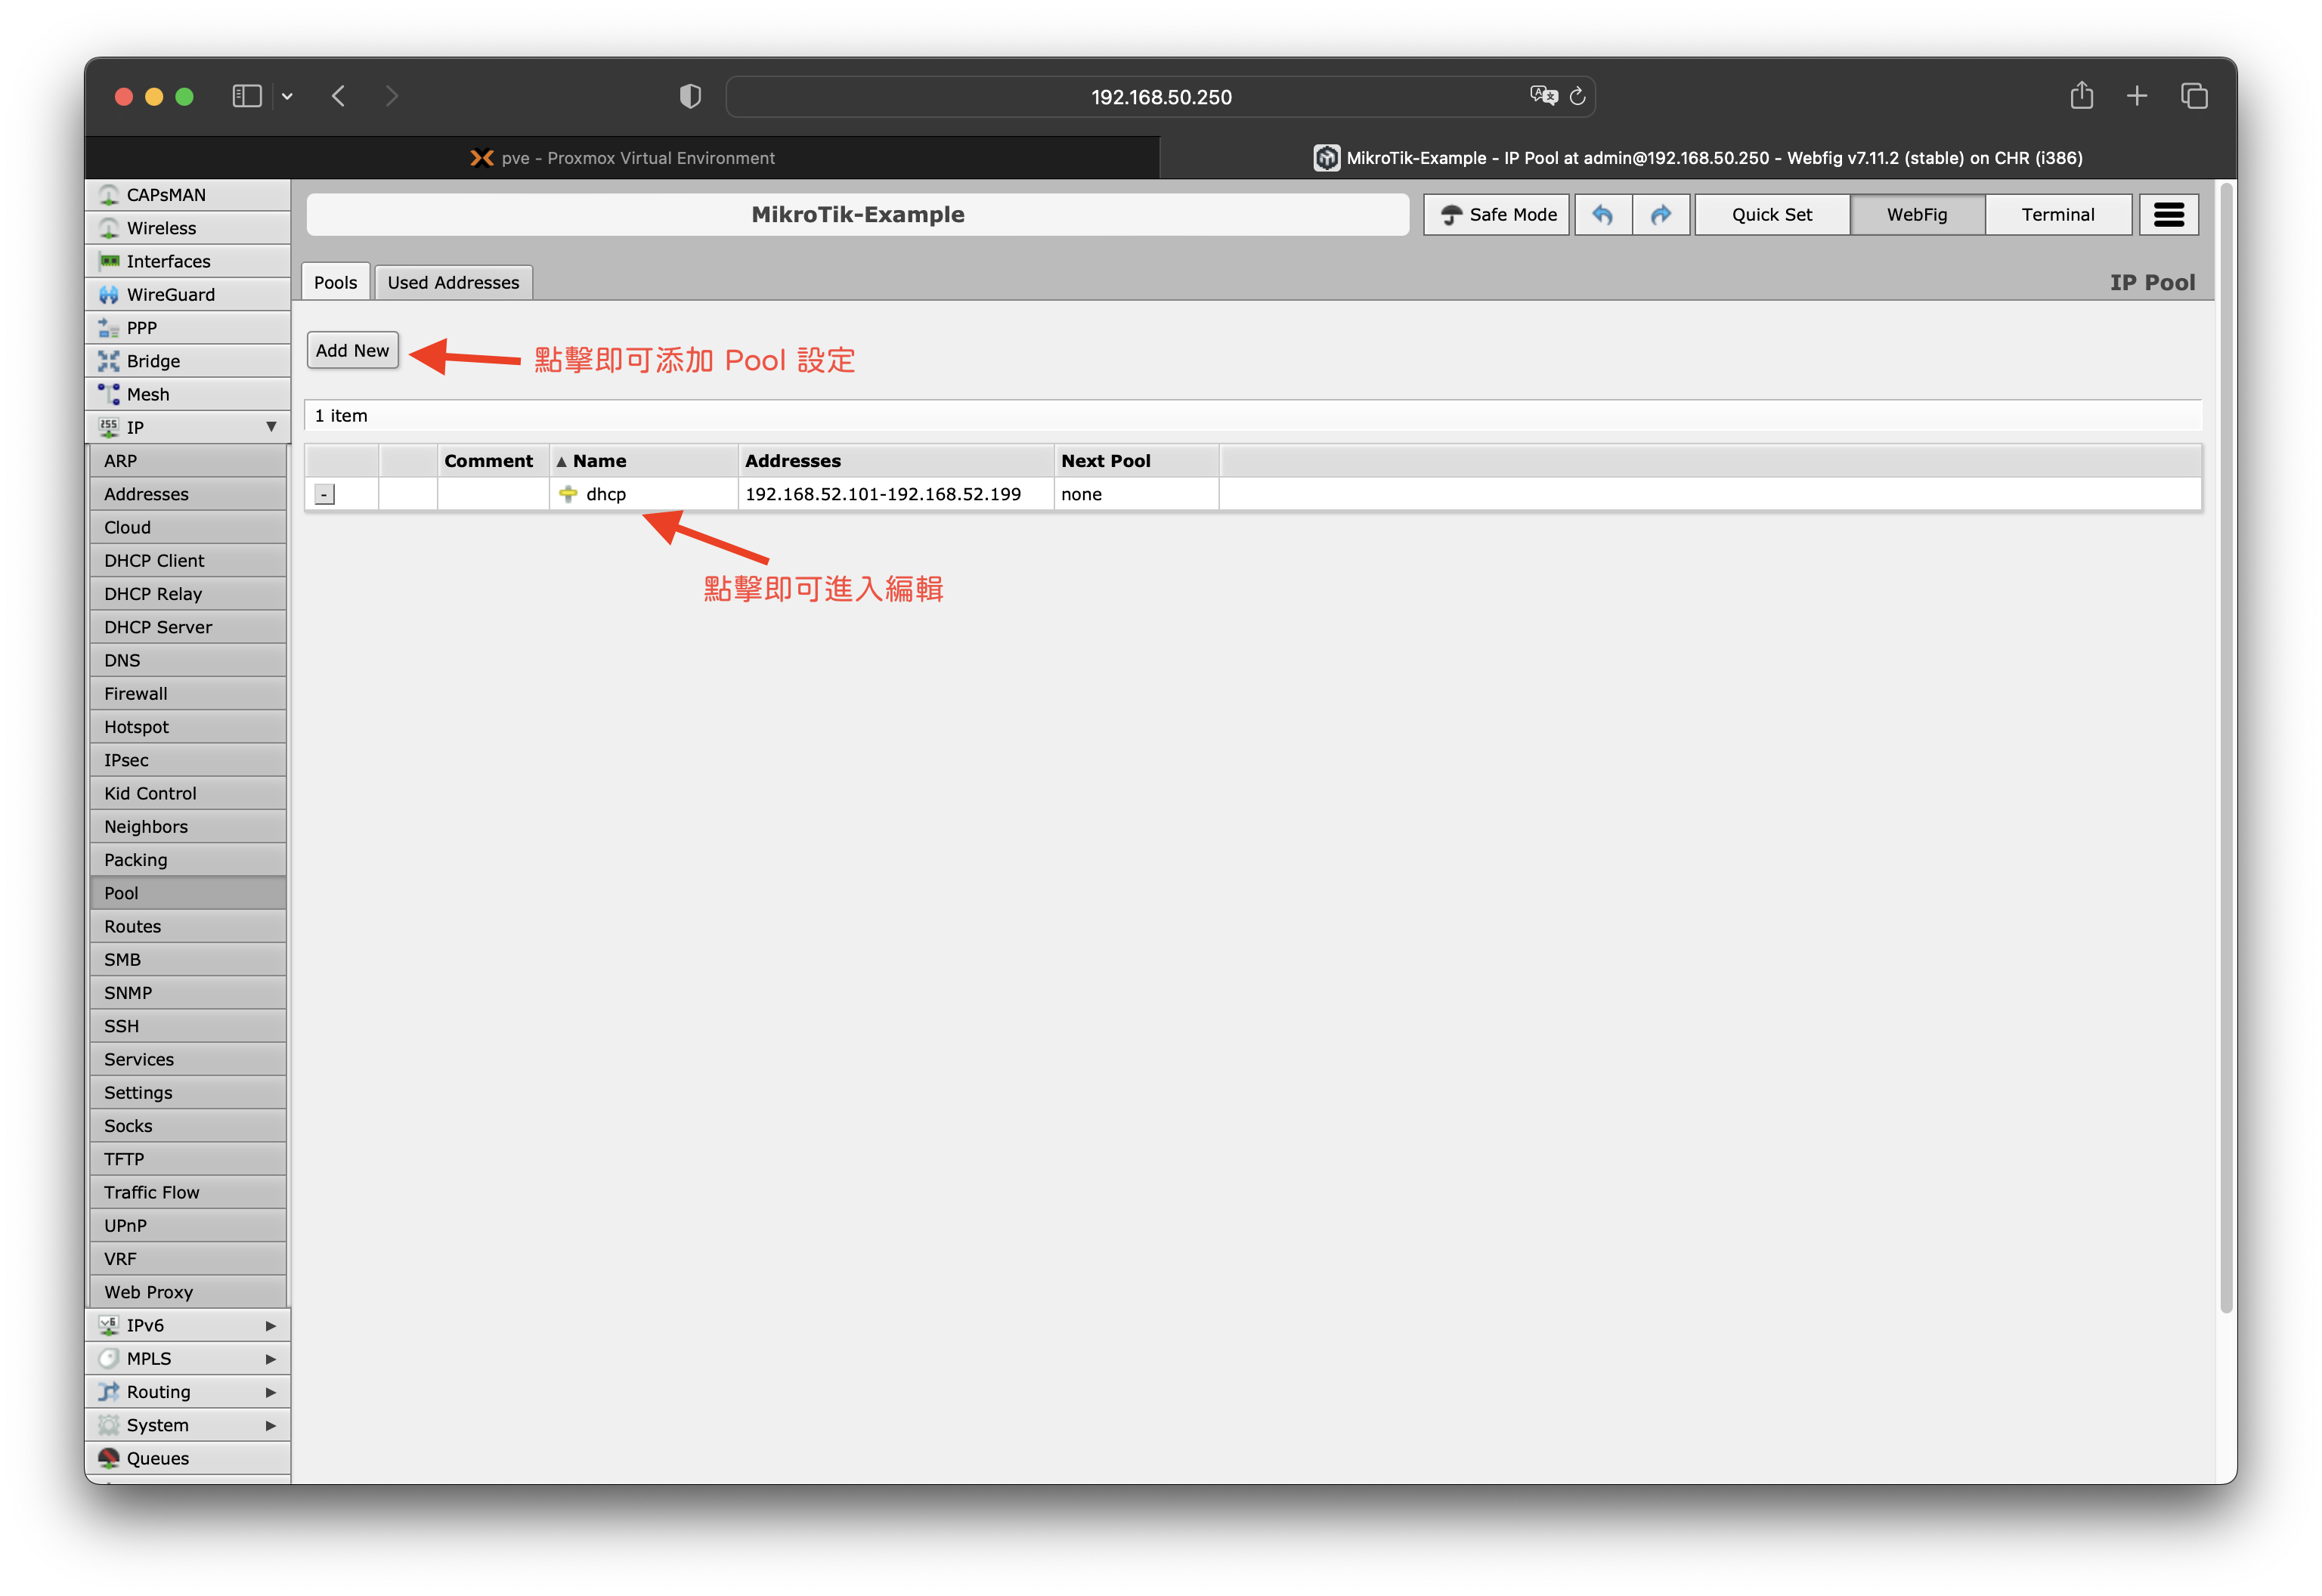 192.168.50.250
pve - Proxmox Virtual Environment
MikroTik-Example - IP Pool at admin@192.168.50.250 - Webfig v7.11.2 (stable) on CHR (i386)
CAPsMAN
Wireless
Interfaces
WireGuard
PPP
Bridge
Mesh
IP
ARP
Addresses
Cloud
DHCP Client
DHCP Relay
DHCP Server
DNS
Firewall
Hotspot
IPsec
Kid Control
Neighbors
Packing
Pool
Routes
SMB
SNMP
SSH
Services
Settings
Socks
TFTP
Traffic Flow
UPnP
VRF
Web Proxy
IPv6
MPLS
Routing
System
Queues
MikroTik-Example
Safe Mode
Quick Set
WebFig
Terminal
Pools
Used Addresses
IP Pool
Add New
點擊即可添加 Pool 設定
1 item
Comment ▲ Name Addresses Next Pool
- dhcp 192.168.52.101-192.168.52.199 none
點擊即可進入編輯